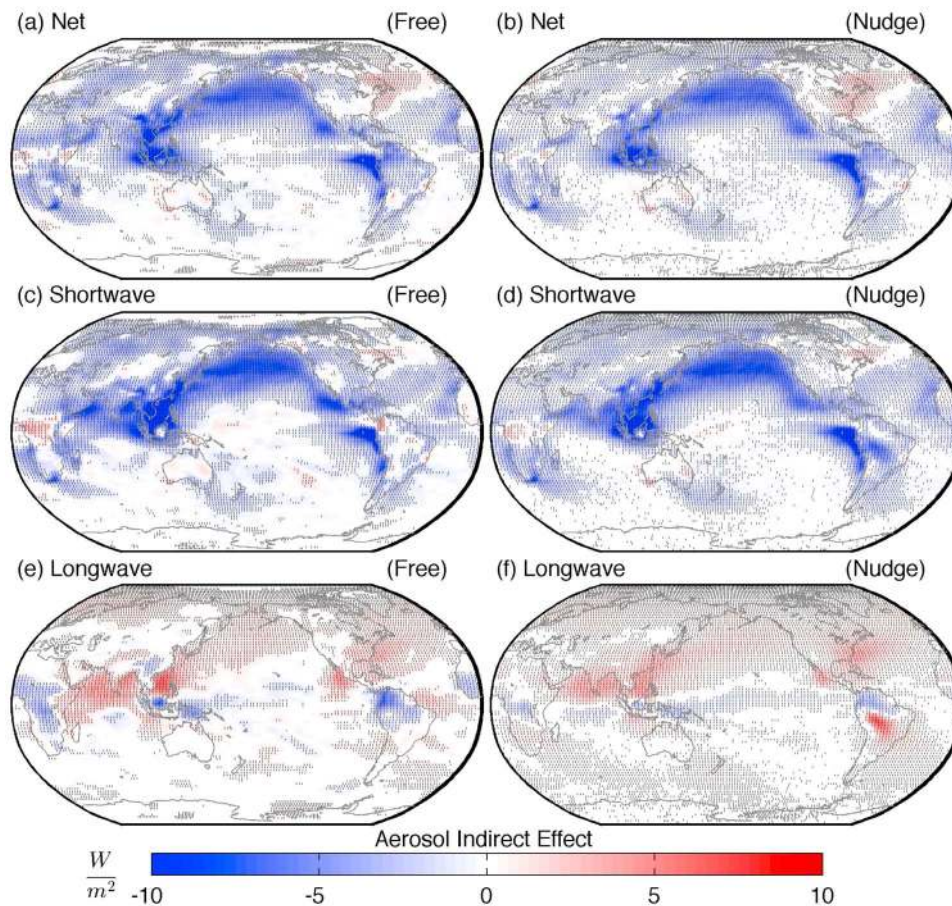 (a) Net (Free)
(b) Net (Nudge)
(c) Shortwave (Free)
(d) Shortwave (Nudge)
(e) Longwave (Free)
(f) Longwave (Nudge)
Aerosol Indirect Effect
W/m²
-10 -5 0 5 10